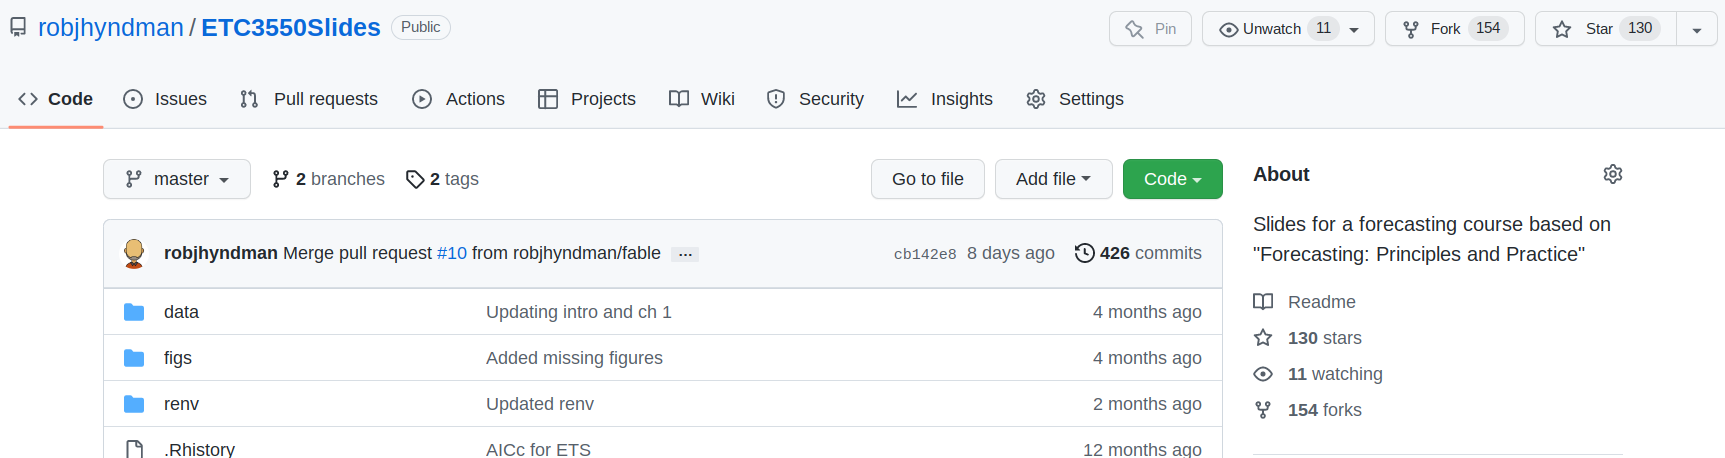 robjhyndman / ETC3550Slides Public Pin Unwatch 11 Fork 154 Star 130
Code Issues Pull requests Actions Projects Wiki Security Insights Settings
master 2 branches 2 tags Go to file Add file Code
robjhyndman Merge pull request #10 from robjhyndman/fable ... cb142e8 8 days ago 426 commits
data Updating intro and ch 1 4 months ago
figs Added missing figures 4 months ago
renv Updated renv 2 months ago
.Rhistory AICc for ETS 12 months ago
About
Slides for a forecasting course based on
"Forecasting: Principles and Practice"
Readme
130 stars
11 watching
154 forks